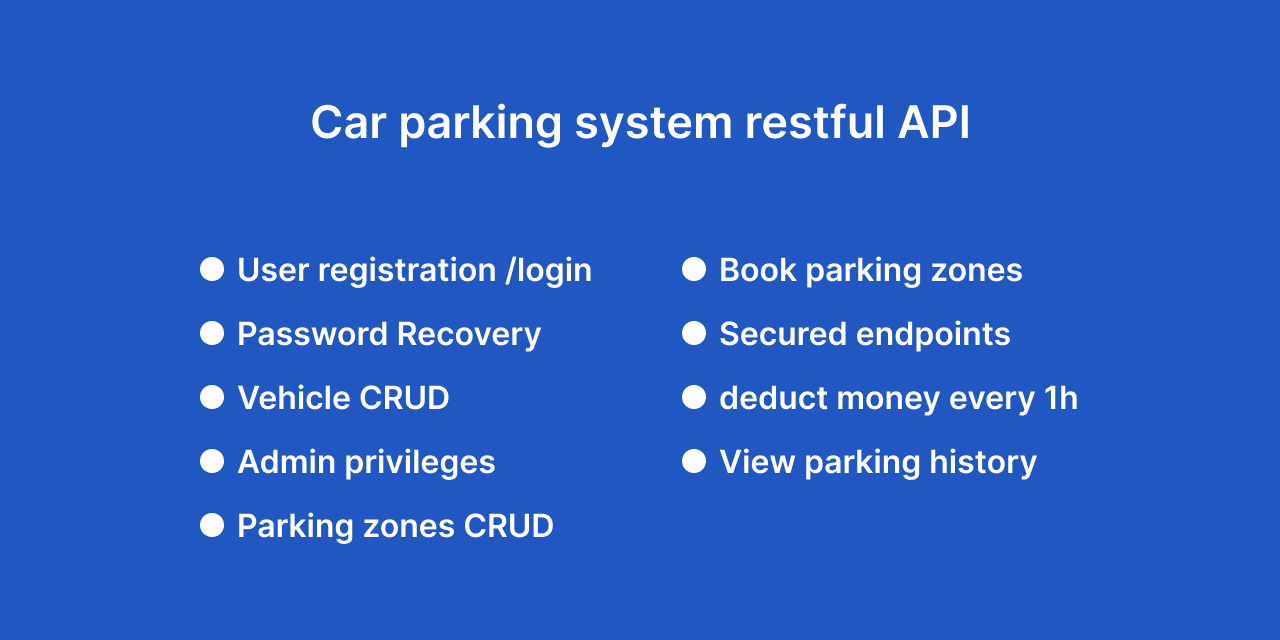 Car parking system restful API
User registration /login
Password Recovery
Vehicle CRUD
Admin privileges
Parking zones CRUD
Book parking zones
Secured endpoints
deduct money every 1h
View parking history